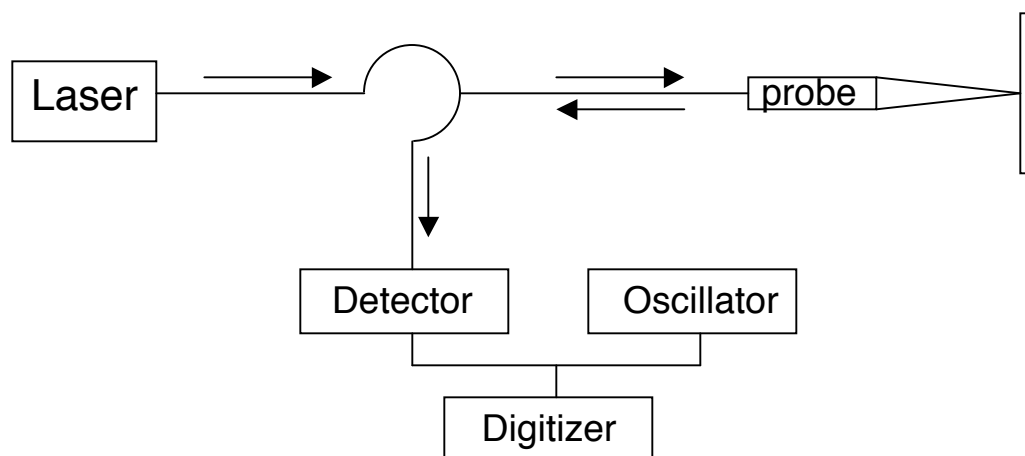 Laser
probe
Detector
Oscillator
Digitizer